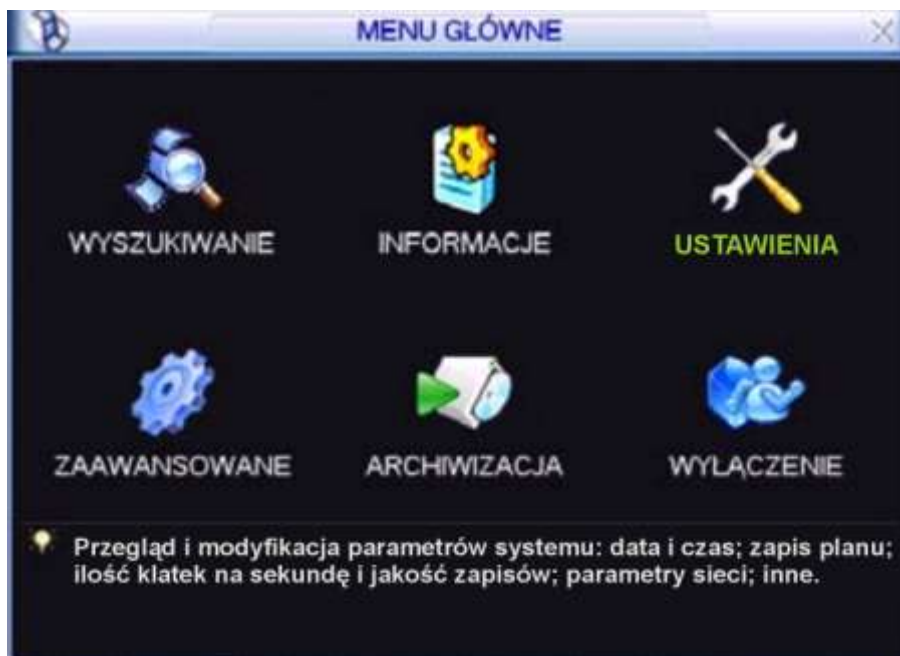 MENU GŁÓWNE
WYSZUKIWANIE INFORMACJE USTAWIENIA
ZAAWANSOWANE ARCHIWIZACJA WYŁĄCZENIE
Przegląd i modyfikacja parametrów systemu: data i czas; zapis planu;
ilość klatek na sekundę i jakość zapisów; parametry sieci; inne.